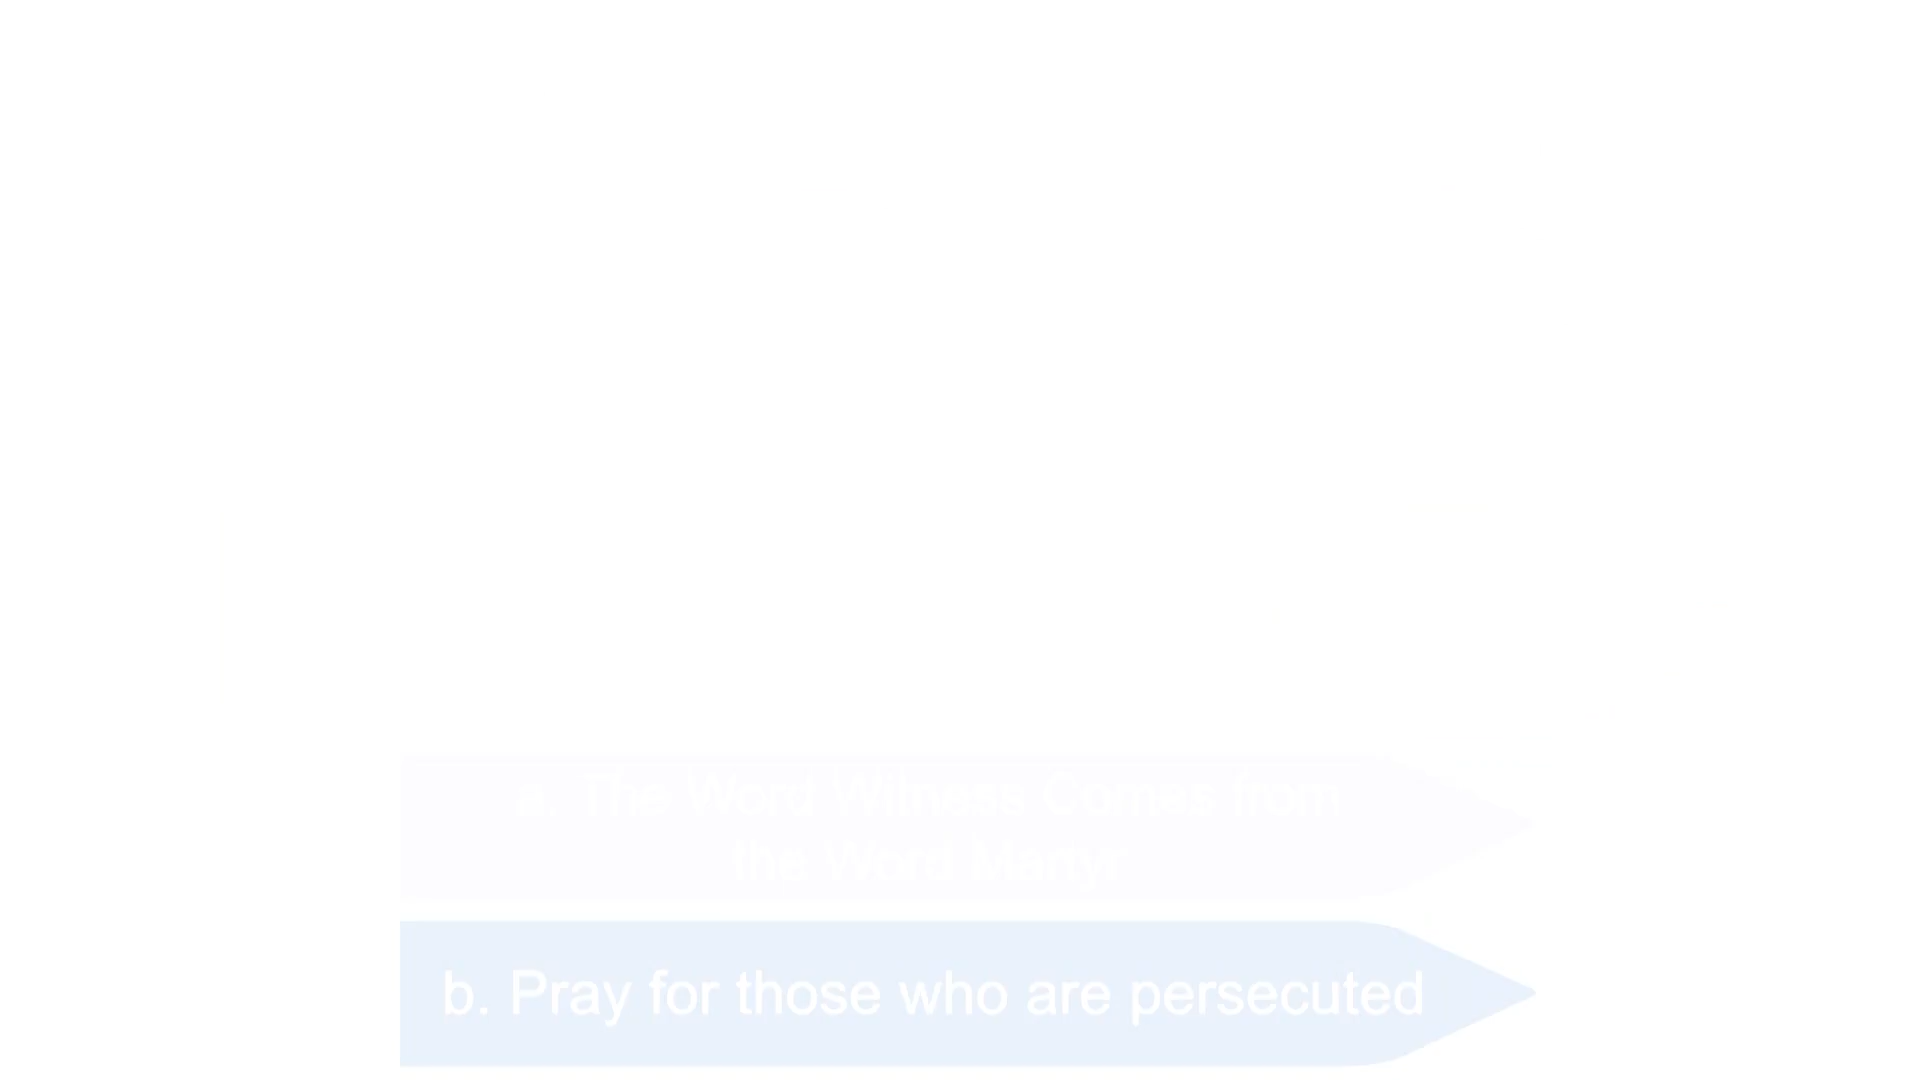 a. The Word Witness Comes from
the Word Martyr
b. Pray for those who are persecuted